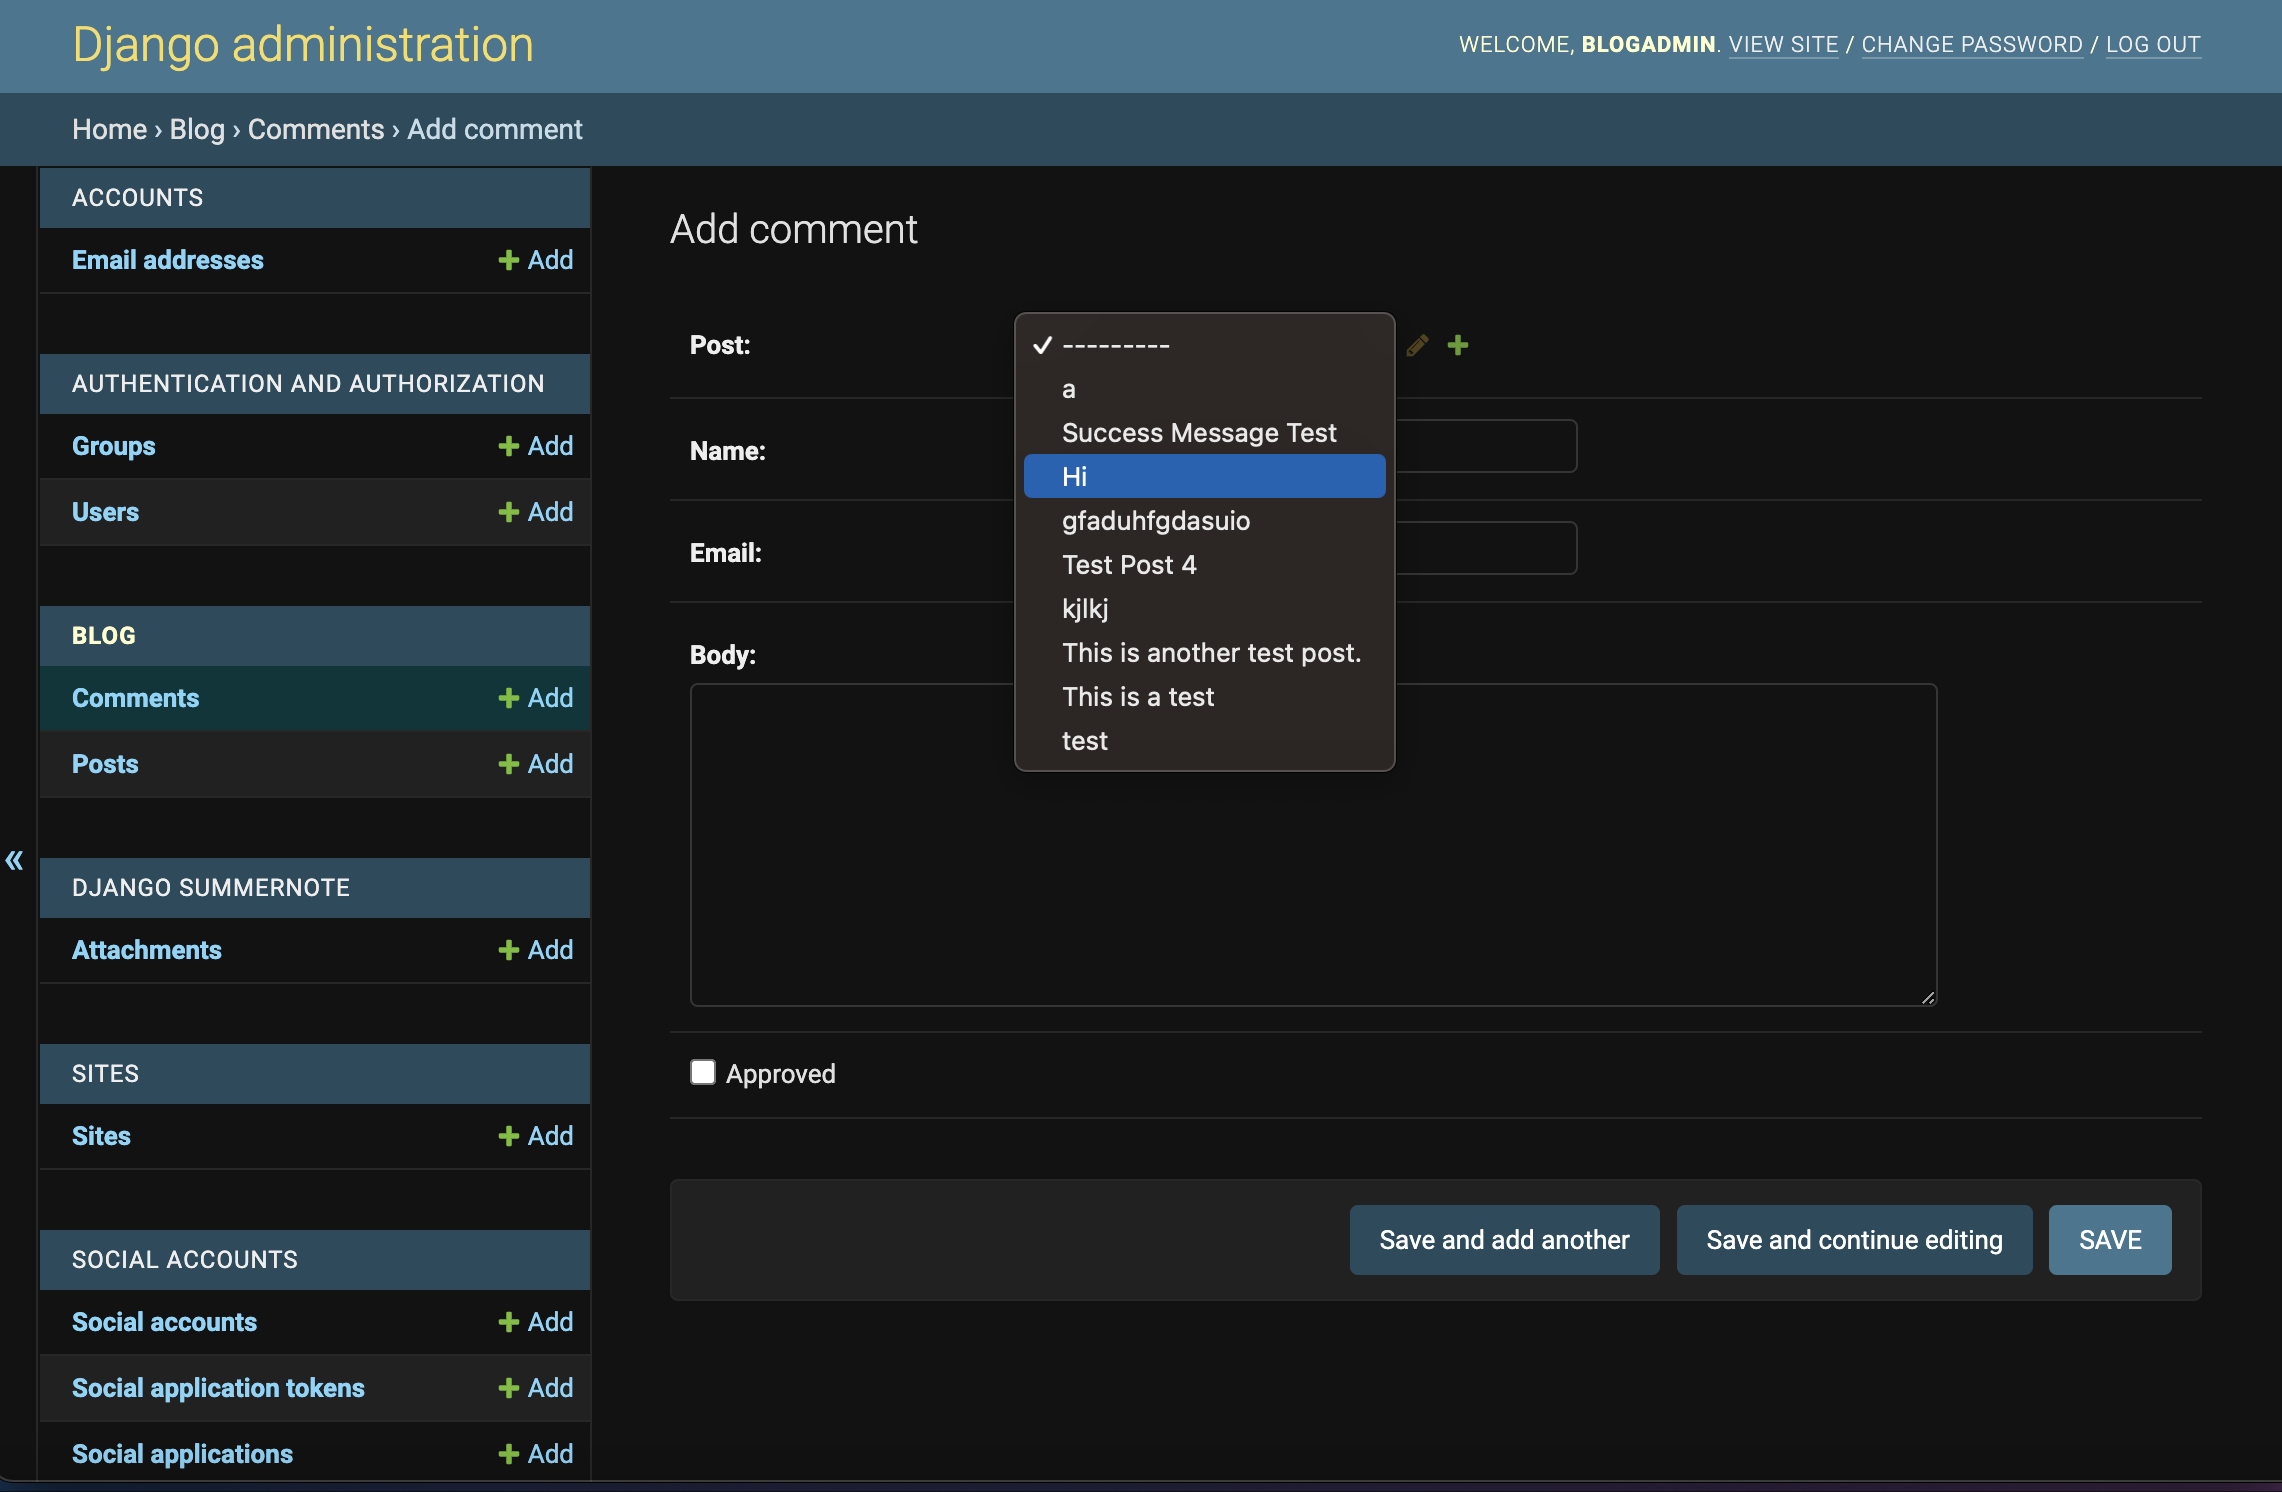 Django administration
WELCOME, BLOGADMIN. VIEW SITE / CHANGE PASSWORD / LOG OUT
Home › Blog › Comments › Add comment
ACCOUNTS
Email addresses
Add
AUTHENTICATION AND AUTHORIZATION
Groups
Add
Users
Add
BLOG
Comments
Add
Posts
Add
DJANGO SUMMERNOTE
Attachments
Add
SITES
Sites
Add
SOCIAL ACCOUNTS
Social accounts
Add
Social application tokens
Add
Social applications
Add
«
Add comment
Post:
---------
a
Success Message Test
Hi
gfaduhfgdasuio
Test Post 4
kjlkj
This is another test post.
This is a test
test
Name:
Email:
Body:
Approved
Save and add another
Save and continue editing
SAVE